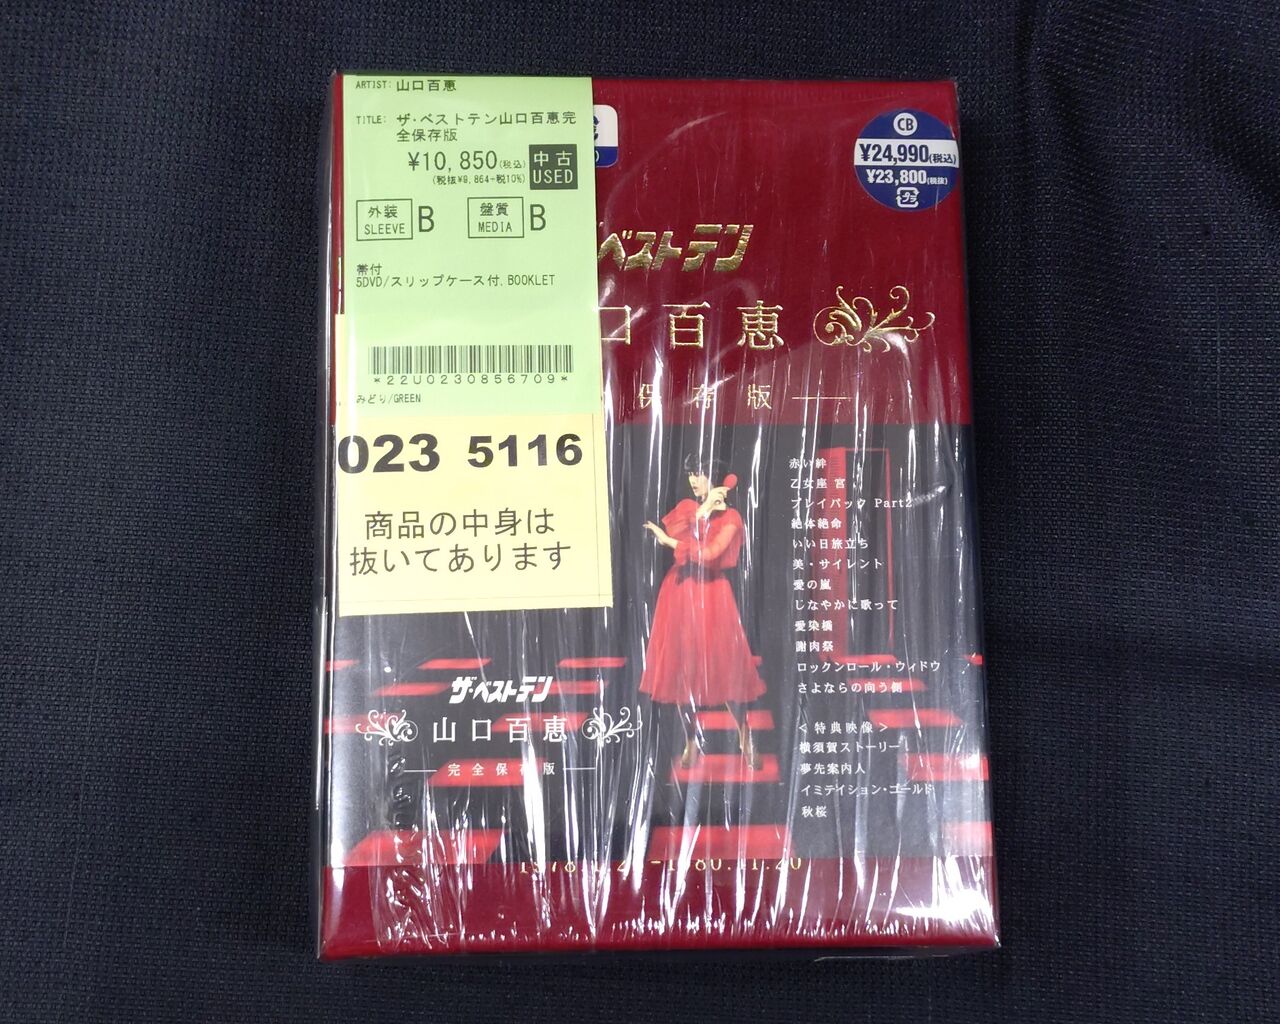 ARTIST: 山口百恵
TITLE: ザ・ベストテン山口百恵完
全保存版
¥10,850(税込)
(税抜¥9,864+税10%)
中古
USED
外装
SLEEVE
B
盤質
MEDIA
B
帯付
5DVD/スリップケース付, BOOKLET
*22U0230856709*
みどり/GREEN
023 5116
商品の中身は
抜いてあります
CB
¥24,990(税込)
¥23,800(税抜)
プラ
ベストテン
口百恵
保存版
赤い絆
乙女座 宮
プレイバック Part2
絶体絶命
いい日旅立ち
美・サイレント
愛の嵐
しなやかに歌って
愛染橋
謝肉祭
ロックンロール・ウィドウ
さよならの向う側
<特典映像>
横須賀ストーリー
夢先案内人
イミテイション・ゴールド
秋桜
ザ・ベストテン
山口百恵
完全保存版